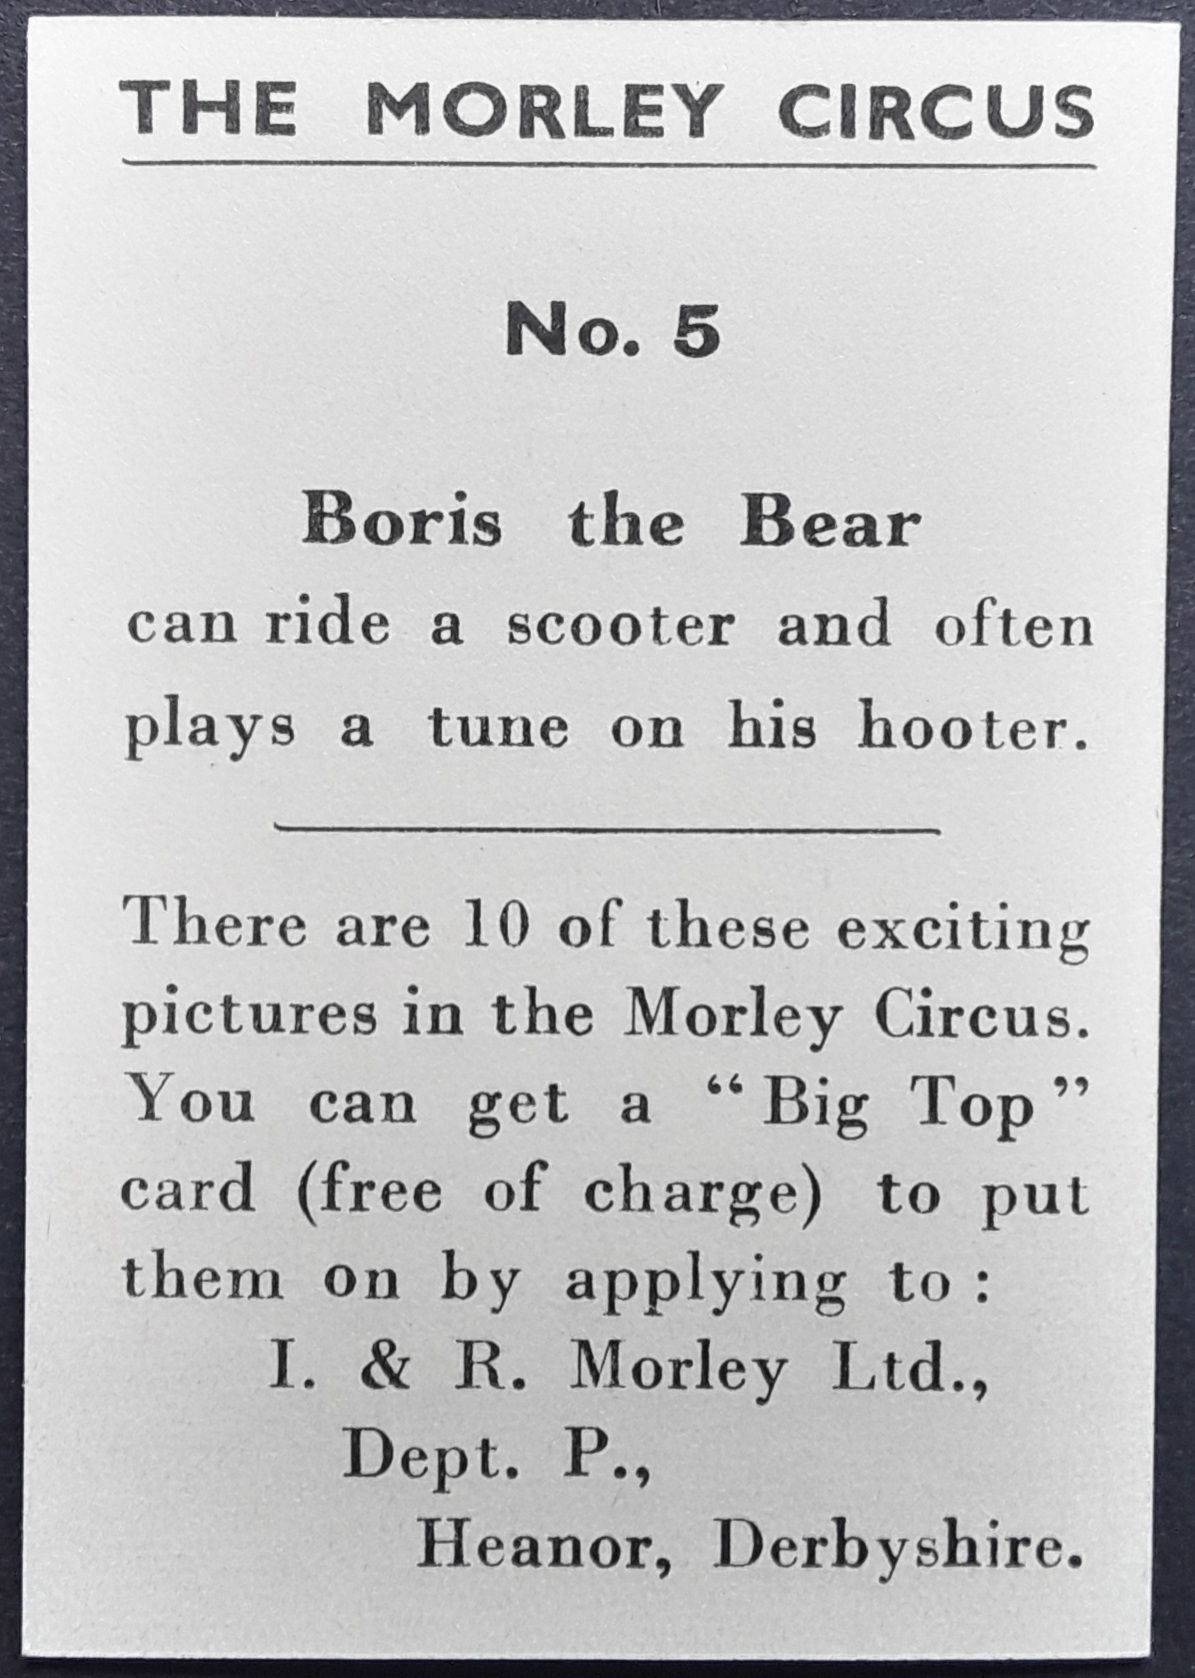 THE MORLEY CIRCUS
No. 5
Boris the Bear
can ride a scooter and often
plays a tune on his hooter.
There are 10 of these exciting
pictures in the Morley Circus.
You can get a “Big Top”
card (free of charge) to put
them on by applying to :
I. & R. Morley Ltd.,
Dept. P.,
Heanor, Derbyshire.